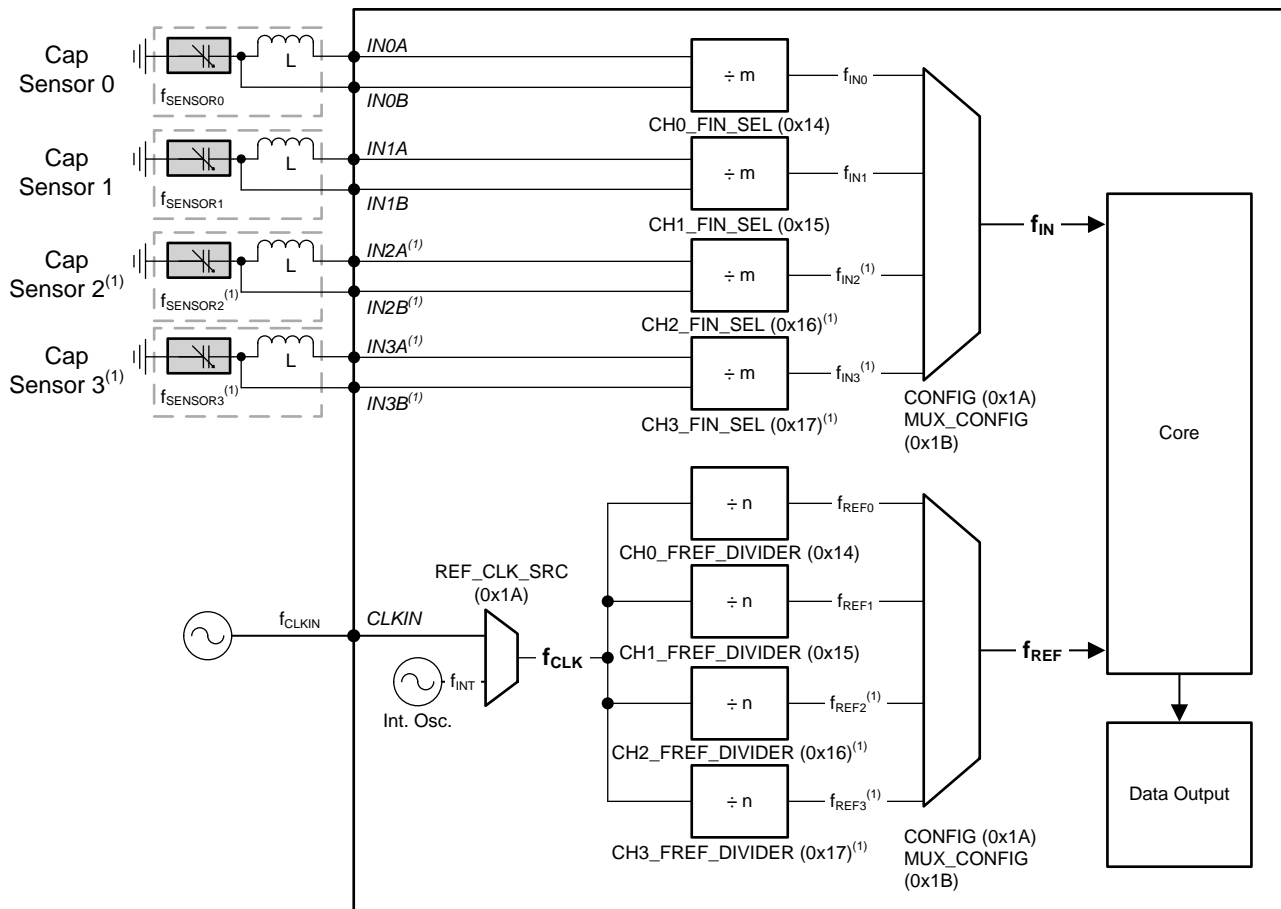 Cap
Sensor 0
L
fSENSOR0
IN0A
IN0B
÷ m
fIN0
CH0_FIN_SEL (0x14)
Cap
Sensor 1
L
fSENSOR1
IN1A
IN1B
÷ m
fIN1
CH1_FIN_SEL (0x15)
Cap
Sensor 2(1)
L
fSENSOR2(1)
IN2A(1)
IN2B(1)
÷ m
fIN2(1)
CH2_FIN_SEL (0x16)(1)
Cap
Sensor 3(1)
L
fSENSOR3(1)
IN3A(1)
IN3B(1)
÷ m
fIN3(1)
CH3_FIN_SEL (0x17)(1)
CONFIG (0x1A)
MUX_CONFIG
(0x1B)
fIN
Core
fCLKIN
CLKIN
REF_CLK_SRC
(0x1A)
fINT
Int. Osc.
fCLK
÷ n
fREF0
CH0_FREF_DIVIDER (0x14)
÷ n
fREF1
CH1_FREF_DIVIDER (0x15)
÷ n
fREF2(1)
CH2_FREF_DIVIDER (0x16)(1)
÷ n
fREF3(1)
CH3_FREF_DIVIDER (0x17)(1)
CONFIG (0x1A)
MUX_CONFIG
(0x1B)
fREF
Data Output